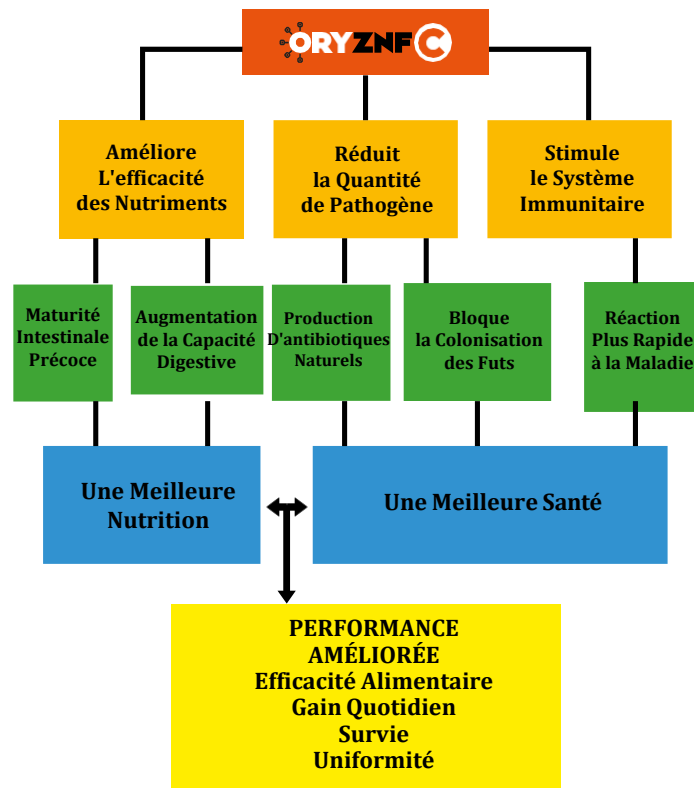 ORYZNF C
Améliore
L'efficacité
des Nutriments
Réduit
la Quantité
de Pathogène
Stimule
le Système
Immunitaire
Maturité
Intestinale
Précoce
Augmentation
de la Capacité
Digestive
Production
D'antibiotiques
Naturels
Bloque
la Colonisation
des Futs
Réaction
Plus Rapide
à la Maladie
Une Meilleure
Nutrition
Une Meilleure Santé
PERFORMANCE
AMÉLIORÉE
Efficacité Alimentaire
Gain Quotidien
Survie
Uniformité